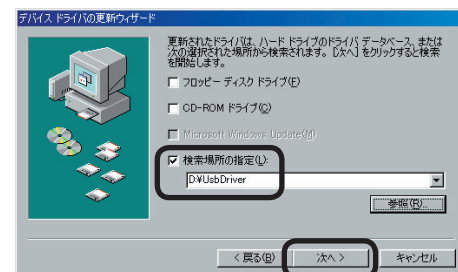 デバイス ドライバの更新ウィザード
更新されたドライバは、ハード ドライブのドライバ データベース、または
次の選択された場所から検索されます。[次へ] をクリックすると検索
を開始します。
フロッピー ディスク ドライブ(F)
CD-ROM ドライブ(C)
Microsoft Windows Update(M)
検索場所の指定(L):
D:¥UsbDriver
参照(R)...
< 戻る(B)
次へ >
キャンセル